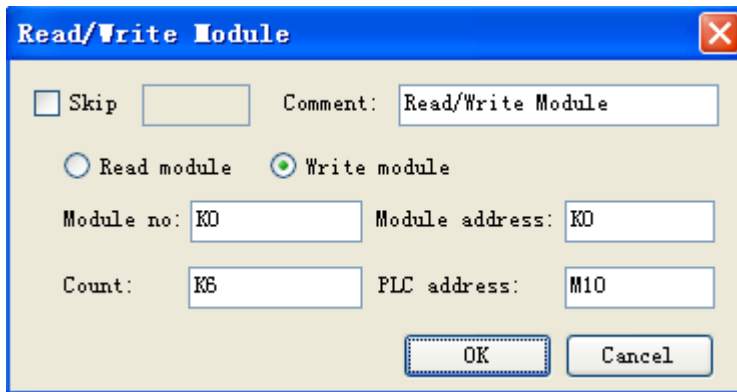 Read/Write Module
Skip Comment: Read/Write Module
Read module Write module
Module no: K0 Module address: K0
Count: K6 PLC address: M10
OK Cancel